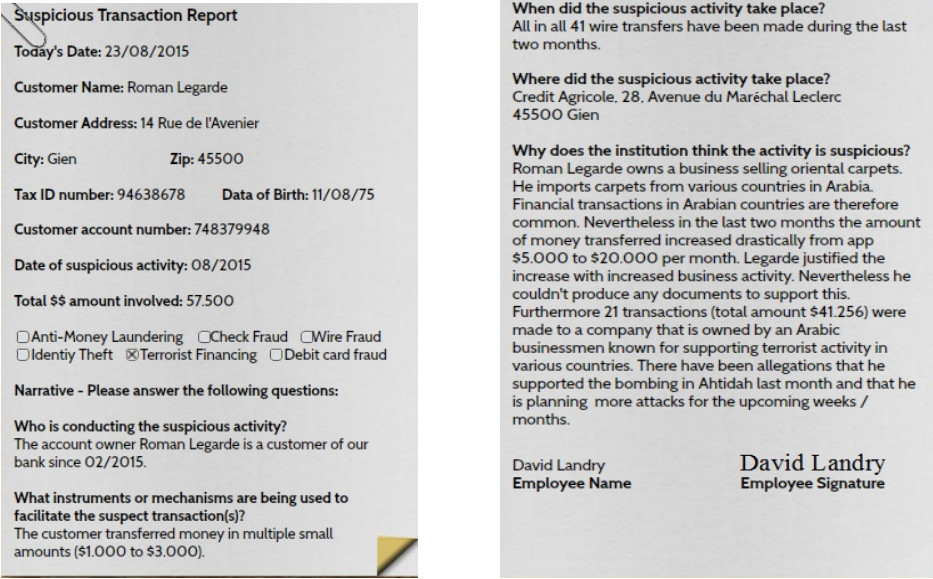 Suspicious Transaction Report
Today's Date: 23/08/2015
Customer Name: Roman Legarde
Customer Address: 14 Rue de l'Avenier
City: Gien Zip: 45500
Tax ID number: 94638678 Data of Birth: 11/08/75
Customer account number: 748379948
Date of suspicious activity: 08/2015
Total $$ amount involved: 57.500
☐Anti-Money Laundering ☐Check Fraud ☐Wire Fraud
☐Identiy Theft ☒Terrorist Financing ☐Debit card fraud
Narrative - Please answer the following questions:
Who is conducting the suspicious activity?
The account owner Roman Legarde is a customer of our
bank since 02/2015.
What instruments or mechanisms are being used to
facilitate the suspect transaction(s)?
The customer transferred money in multiple small
amounts ($1.000 to $3.000).
When did the suspicious activity take place?
All in all 41 wire transfers have been made during the last
two months.
Where did the suspicious activity take place?
Credit Agricole, 28, Avenue du Maréchal Leclerc
45500 Gien
Why does the institution think the activity is suspicious?
Roman Legarde owns a business selling oriental carpets.
He imports carpets from various countries in Arabia.
Financial transactions in Arabian countries are therefore
common. Nevertheless in the last two months the amount
of money transferred increased drastically from app
$5.000 to $20.000 per month. Legarde justified the
increase with increased business activity. Nevertheless he
couldn't produce any documents to support this.
Furthermore 21 transactions (total amount $41.256) were
made to a company that is owned by an Arabic
businessmen known for supporting terrorist activity in
various countries. There have been allegations that he
supported the bombing in Ahtidah last month and that he
is planning more attacks for the upcoming weeks /
months.
David Landry David Landry
Employee Name Employee Signature